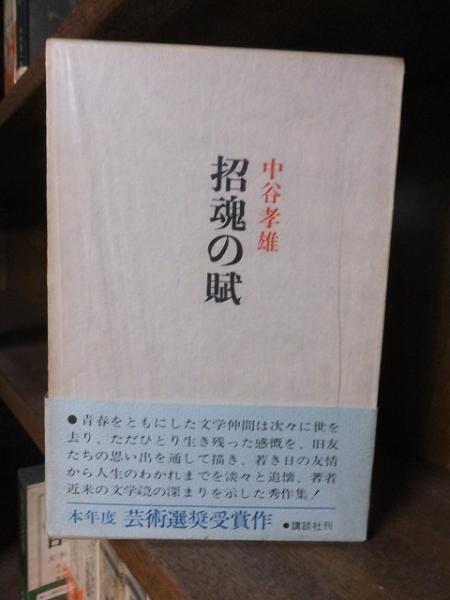 中谷孝雄
招魂の賦
●青春をともにした文学仲間は次々に世を
去り、ただひとり生き残った感慨を、旧友
たちの思い出を通して描き、若き日の友情
から人生のわかれまでを淡々と追懐、著者
近来の文学境の深まりを示した秀作集!
本年度 芸術選奨受賞作 ●講談社刊